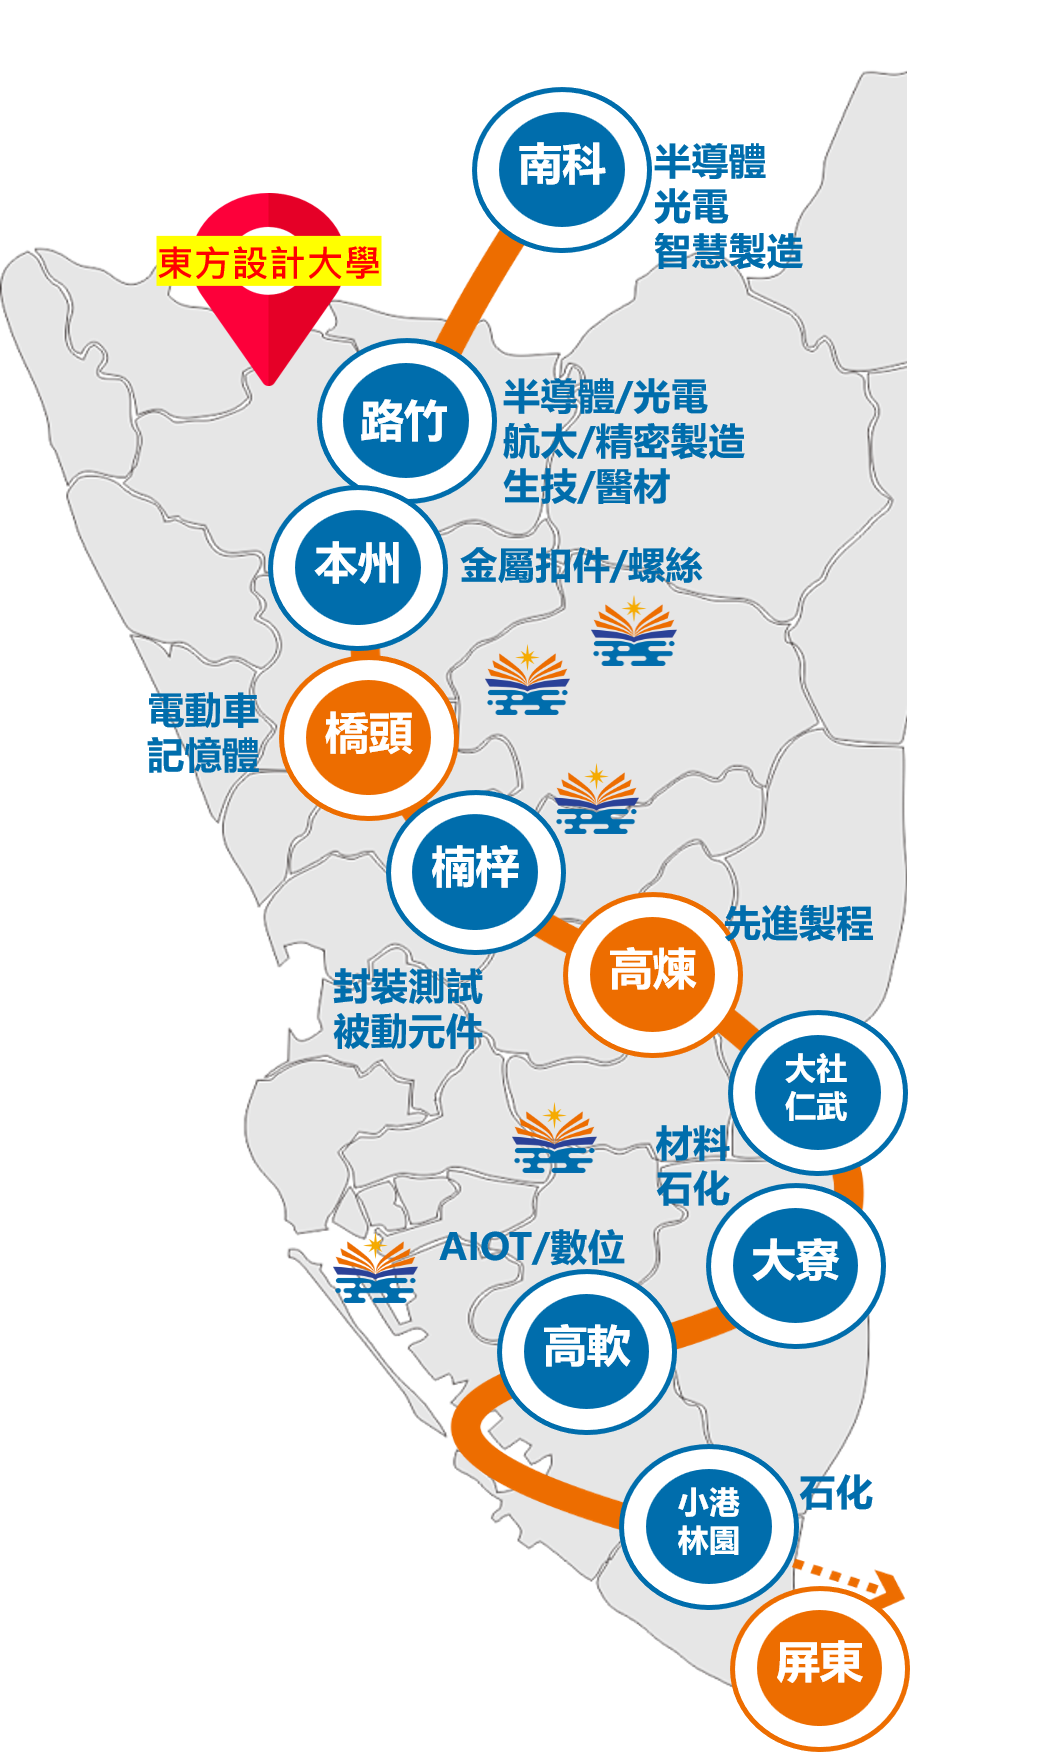 南科
半導體
光電
智慧製造
東方設計大學
路竹
半導體/光電
航太/精密製造
生技/醫材
本州
金屬扣件/螺絲
電動車
記憶體
橋頭
楠梓
先進製程
高煉
封裝測試
被動元件
大社
仁武
材料
石化
AIOT/數位
大寮
高軟
小港
林園
石化
屏東